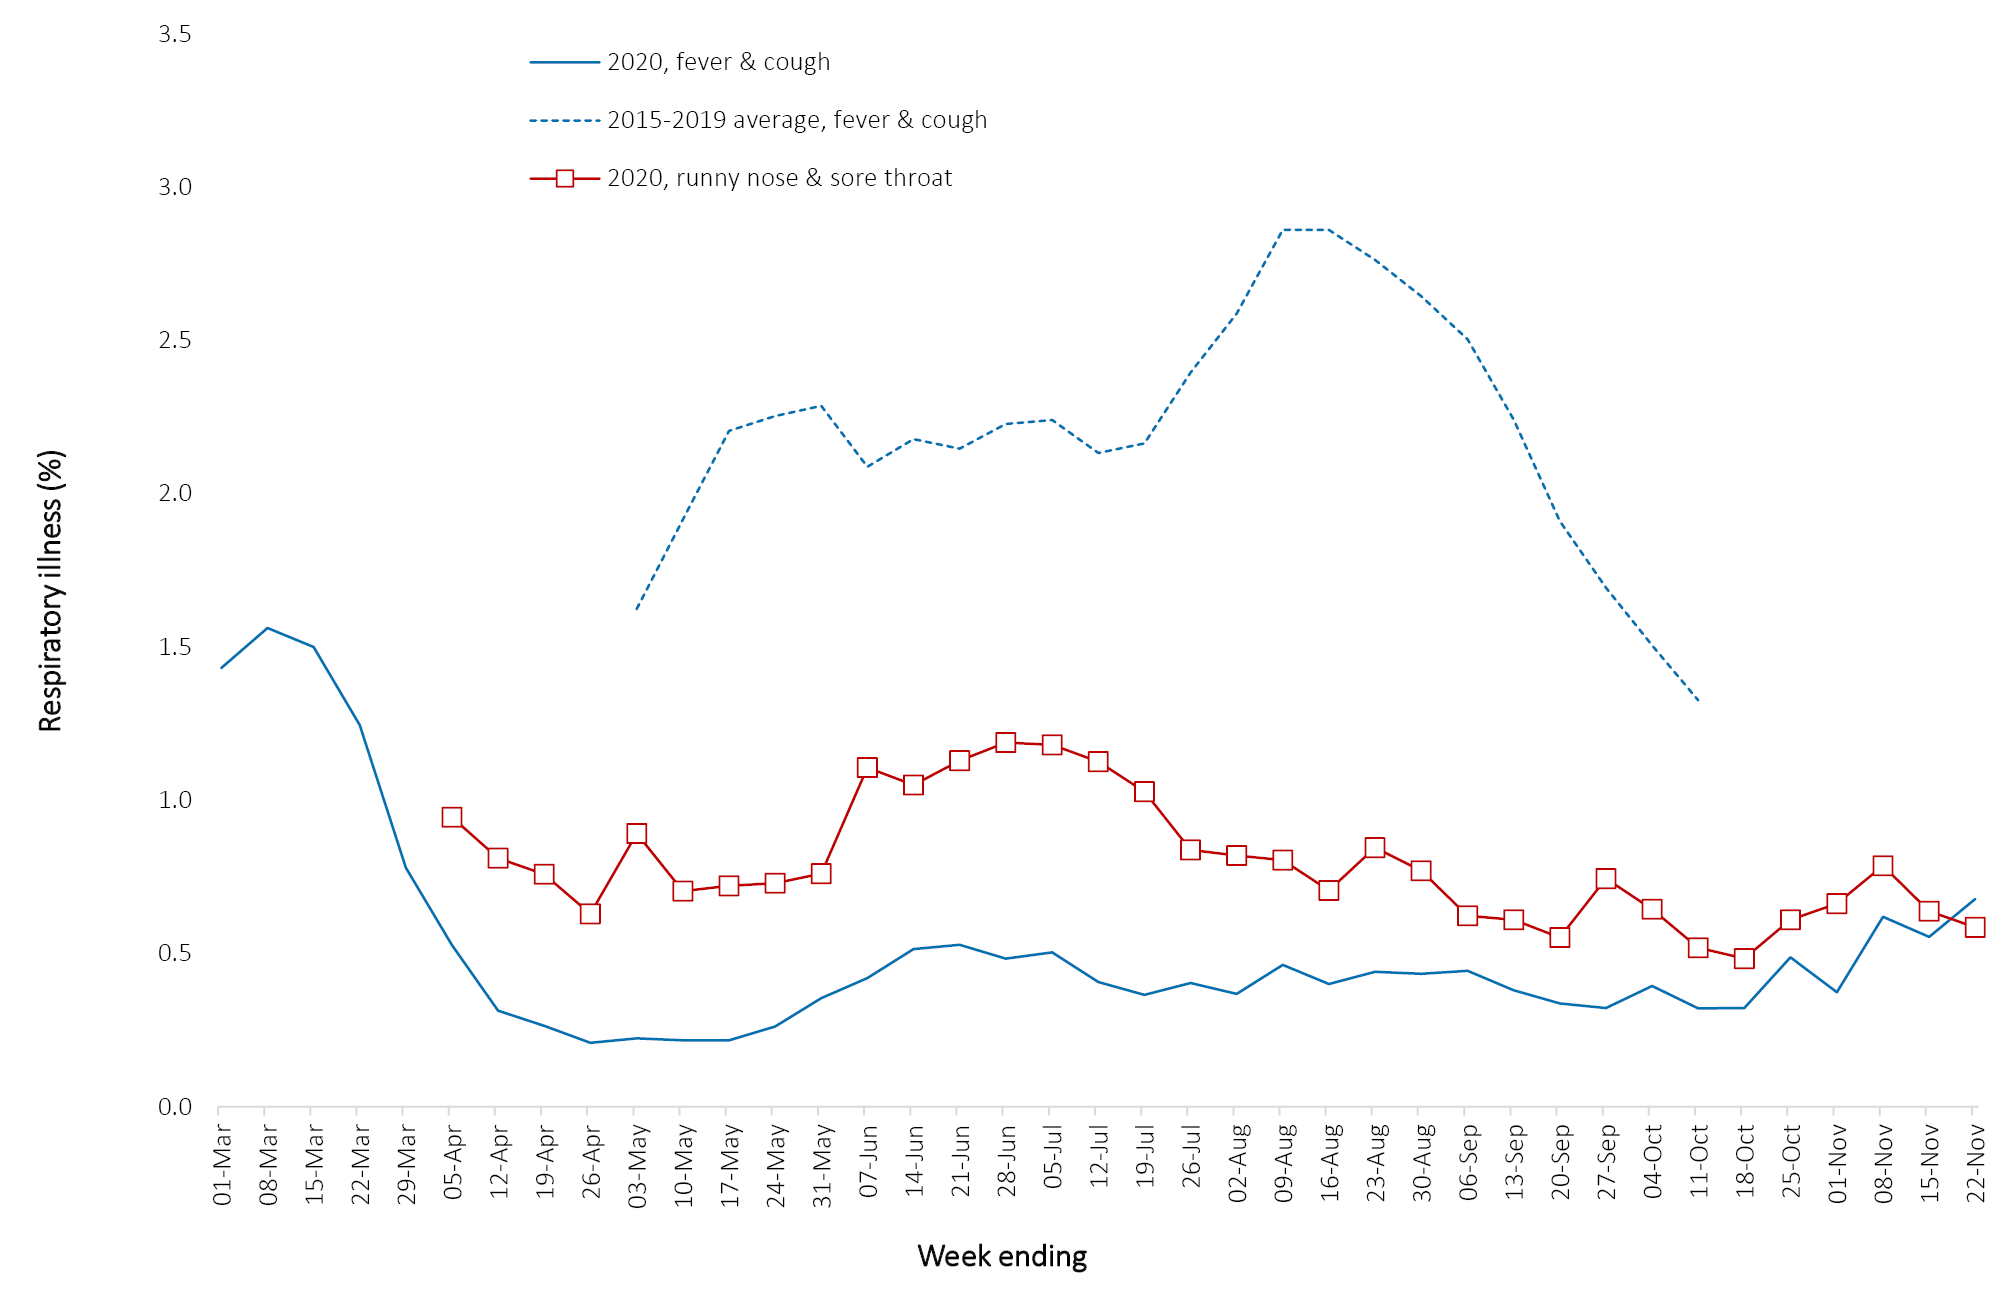 3.5
2020, fever & cough
2015-2019 average, fever & cough
3.0
2020, runny nose & sore throat
2.5
2.0
1.5
1.0
0.5
0.0
Respiratory illness (%)
01-Mar
08-Mar
15-Mar
22-Mar
29-Mar
05-Apr
12-Apr
19-Apr
26-Apr
03-May
10-May
17-May
24-May
31-May
07-Jun
14-Jun
21-Jun
28-Jun
05-Jul
12-Jul
19-Jul
26-Jul
02-Aug
09-Aug
16-Aug
23-Aug
30-Aug
06-Sep
13-Sep
20-Sep
27-Sep
04-Oct
11-Oct
18-Oct
25-Oct
01-Nov
08-Nov
15-Nov
22-Nov
Week ending